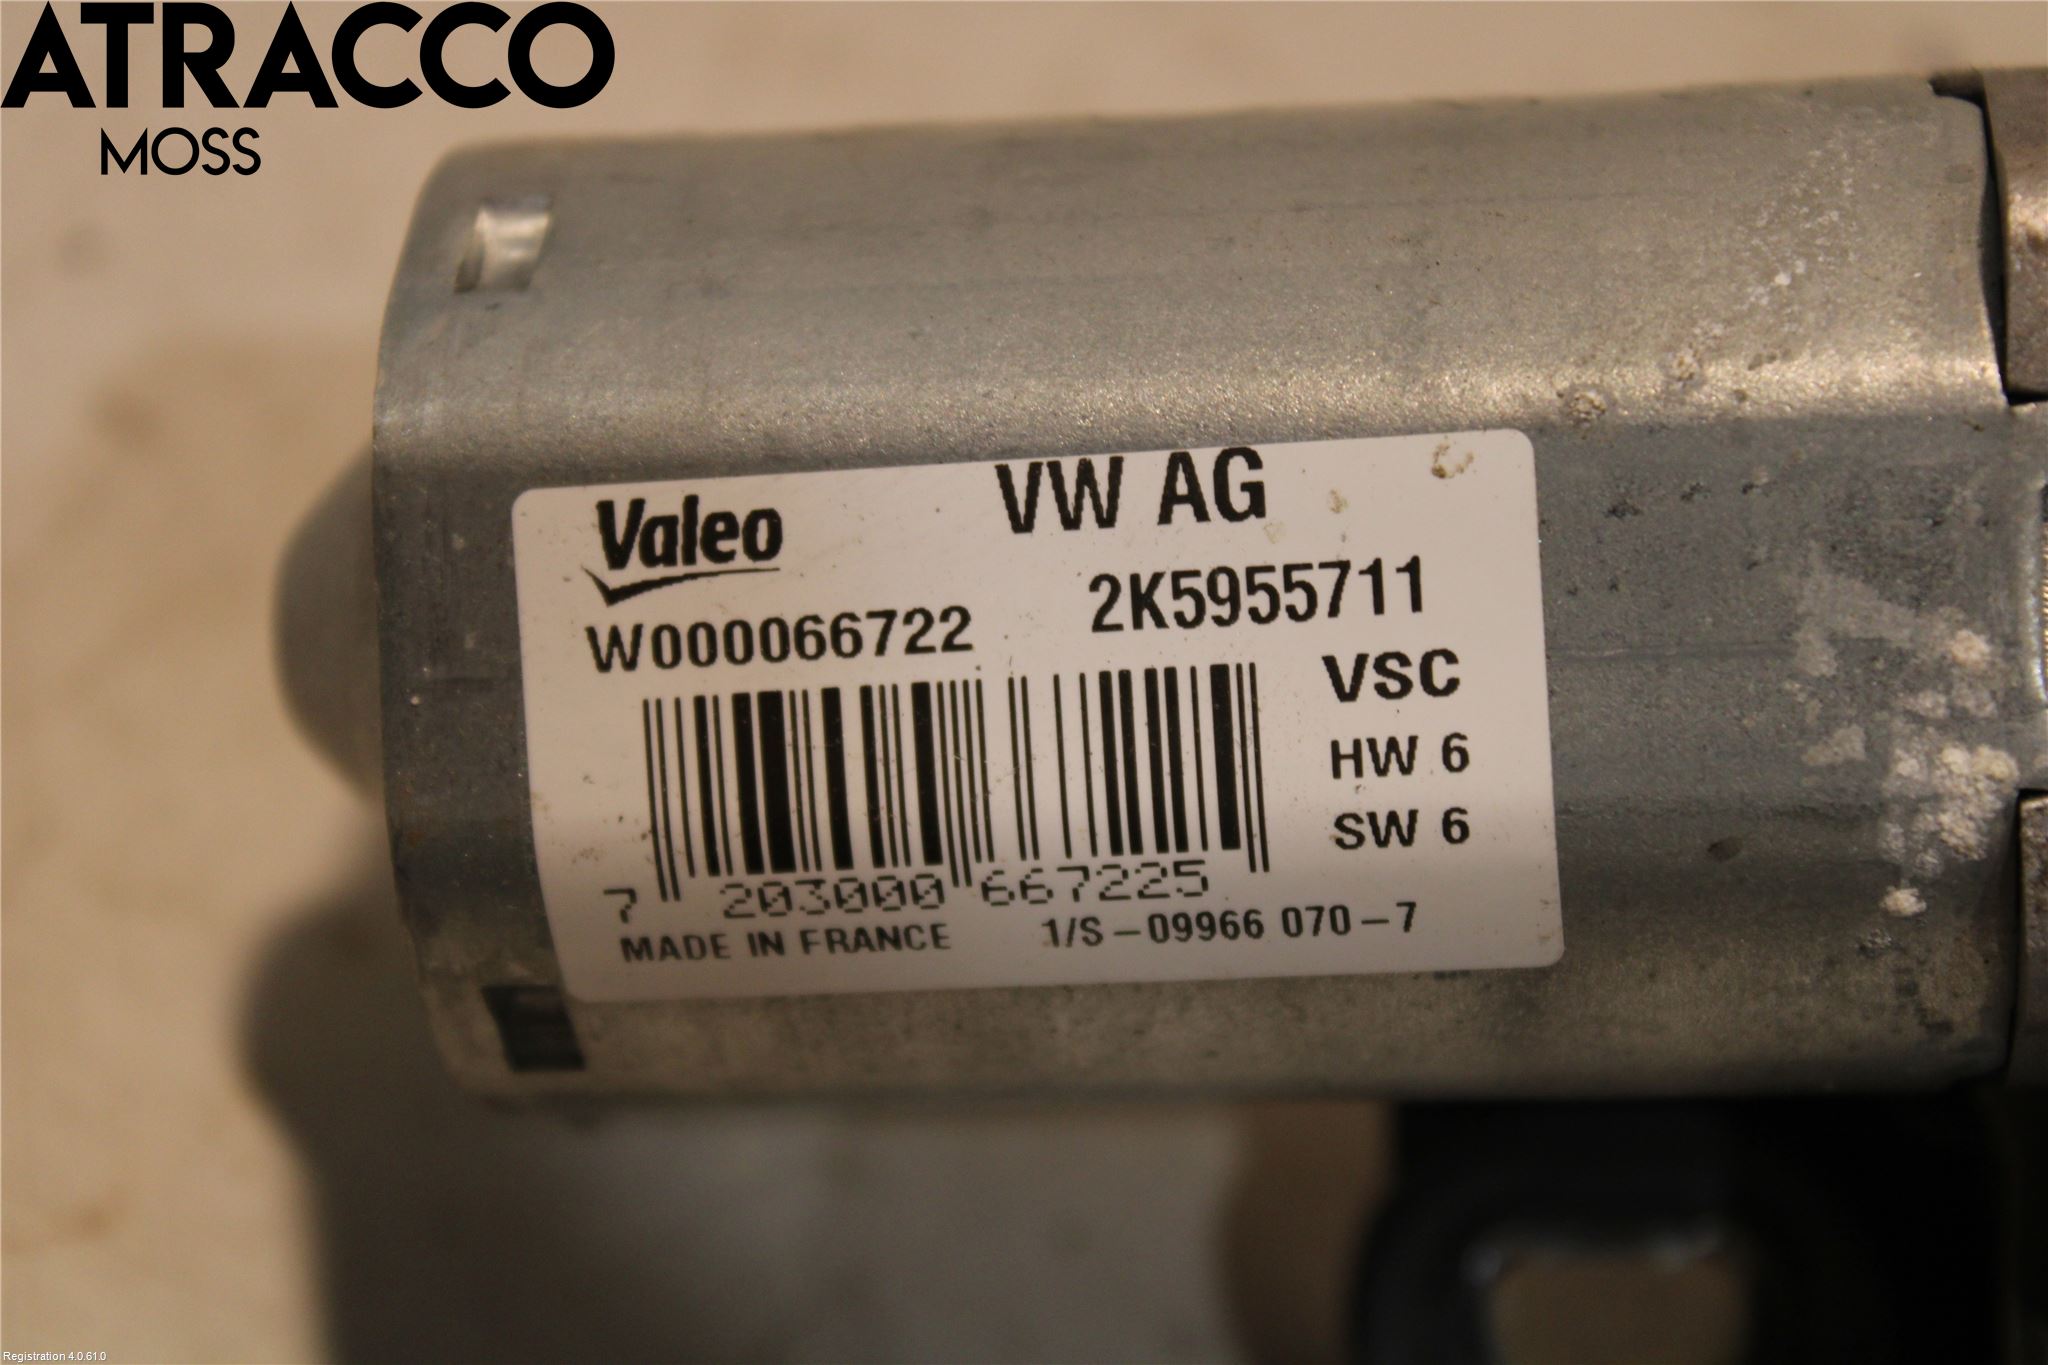 ATRACCO
MOSS
Valeo
VW AG
W000066722
2K5955711
VSC
HW 6
SW 6
7 203000 667225
MADE IN FRANCE
1/S-09966 070-7
Registration 4.0.61.0